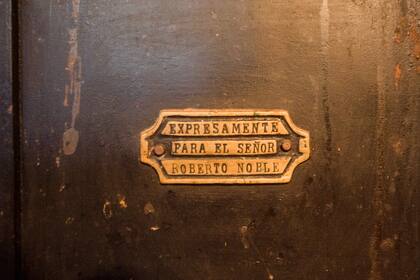 EXPRESAMENTE
PARA EL SEÑOR
ROBERTO NOBLE